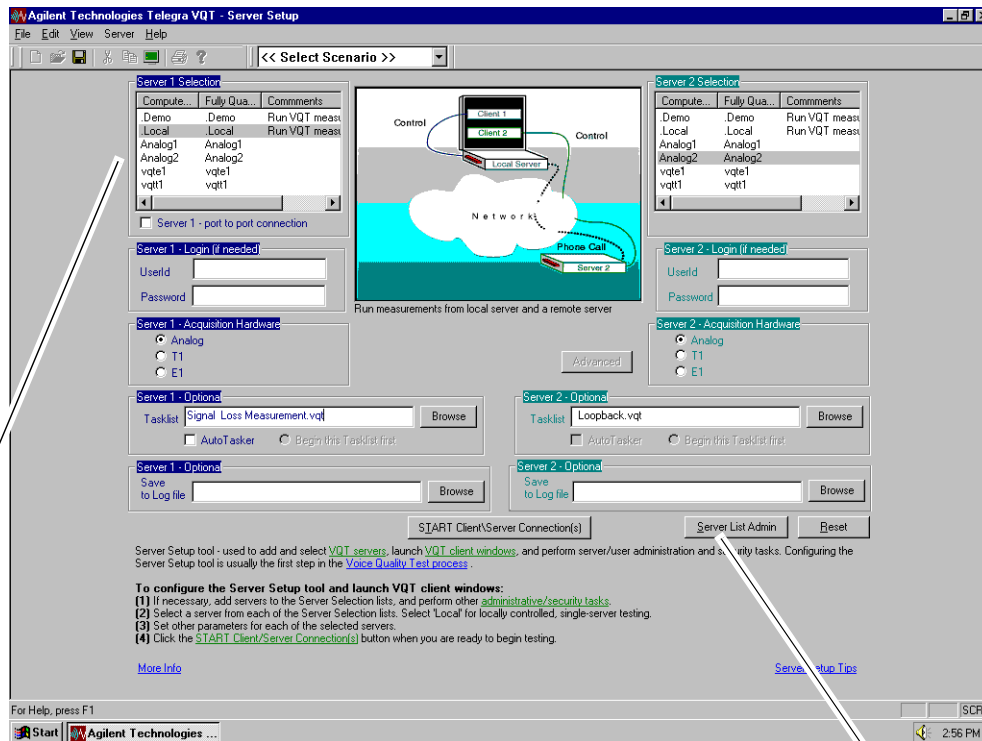 Agilent Technologies Telegra VQT - Server Setup
File Edit View Server Help
<< Select Scenario >>
Server 1 Selection
Compute... Fully Qua... Commments
.Demo .Demo Run VQT measu
.Local .Local Run VQT measu
Analog1 Analog1
Analog2 Analog2
vqte1 vqte1
vqtt1 vqtt1
Server 1 - port to port connection
Control
Client 1
Client 2
Control
Local Server
Network
Phone Call
Server 2
Run measurements from local server and a remote server
Server 2 Selection
Compute... Fully Qua... Commments
.Demo .Demo Run VQT measu
.Local .Local Run VQT measu
Analog1 Analog1
Analog2 Analog2
vqte1 vqte1
vqtt1 vqtt1
Server 1 - Login (if needed)
UserId
Password
Server 2 - Login (if needed)
UserId
Password
Server 1 - Acquisition Hardware
Analog
T1
E1
Advanced
Server 2 - Acquisition Hardware
Analog
T1
E1
Server 1 - Optional
Tasklist Signal Loss Measurement.vqt Browse
AutoTasker Begin this Tasklist first
Server 2 - Optional
Tasklist Loopback.vqt Browse
AutoTasker Begin this Tasklist first
Server 1 - Optional
Save
to Log file Browse
Server 2 - Optional
Save
to Log file Browse
START Client\Server Connection(s) Server List Admin Reset
Server Setup tool - used to add and select VQT servers, launch VQT client windows, and perform server/user administration and security tasks. Configuring the
Server Setup tool is usually the first step in the Voice Quality Test process .
To configure the Server Setup tool and launch VQT client windows:
(1) If necessary, add servers to the Server Selection lists, and perform other administrative/security tasks.
(2) Select a server from each of the Server Selection lists. Select 'Local' for locally controlled, single-server testing.
(3) Set other parameters for each of the selected servers.
(4) Click the START Client/Server Connection(s) button when you are ready to begin testing.
More Info Server Setup Tips
For Help, press F1 SCR
Start Agilent Technologies ... 2:56 PM